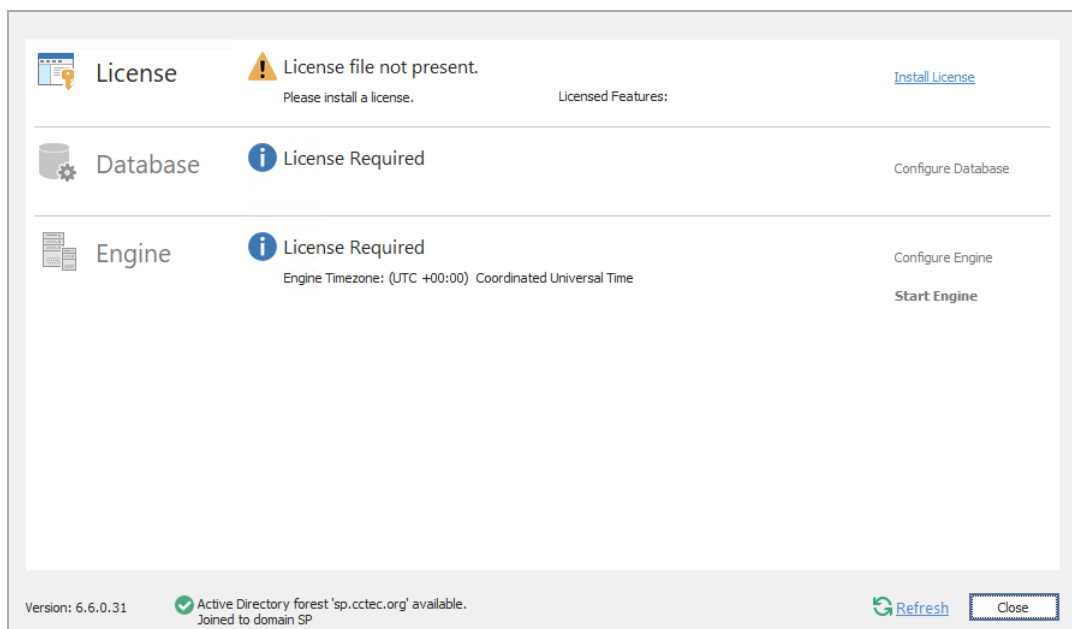 License
License file not present.
Please install a license.
Licensed Features:
Install License
Database
License Required
Configure Database
Engine
License Required
Engine Timezone: (UTC +00:00) Coordinated Universal Time
Configure Engine
Start Engine
Version: 6.6.0.31
Active Directory forest 'sp.cctec.org' available.
Joined to domain SP
Refresh
Close